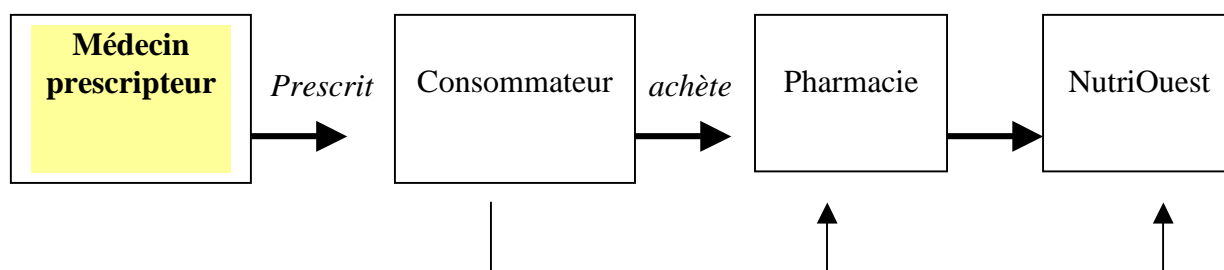 Médecin
prescripteur
Prescrit
Consommateur
achète
Pharmacie
NutriOuest